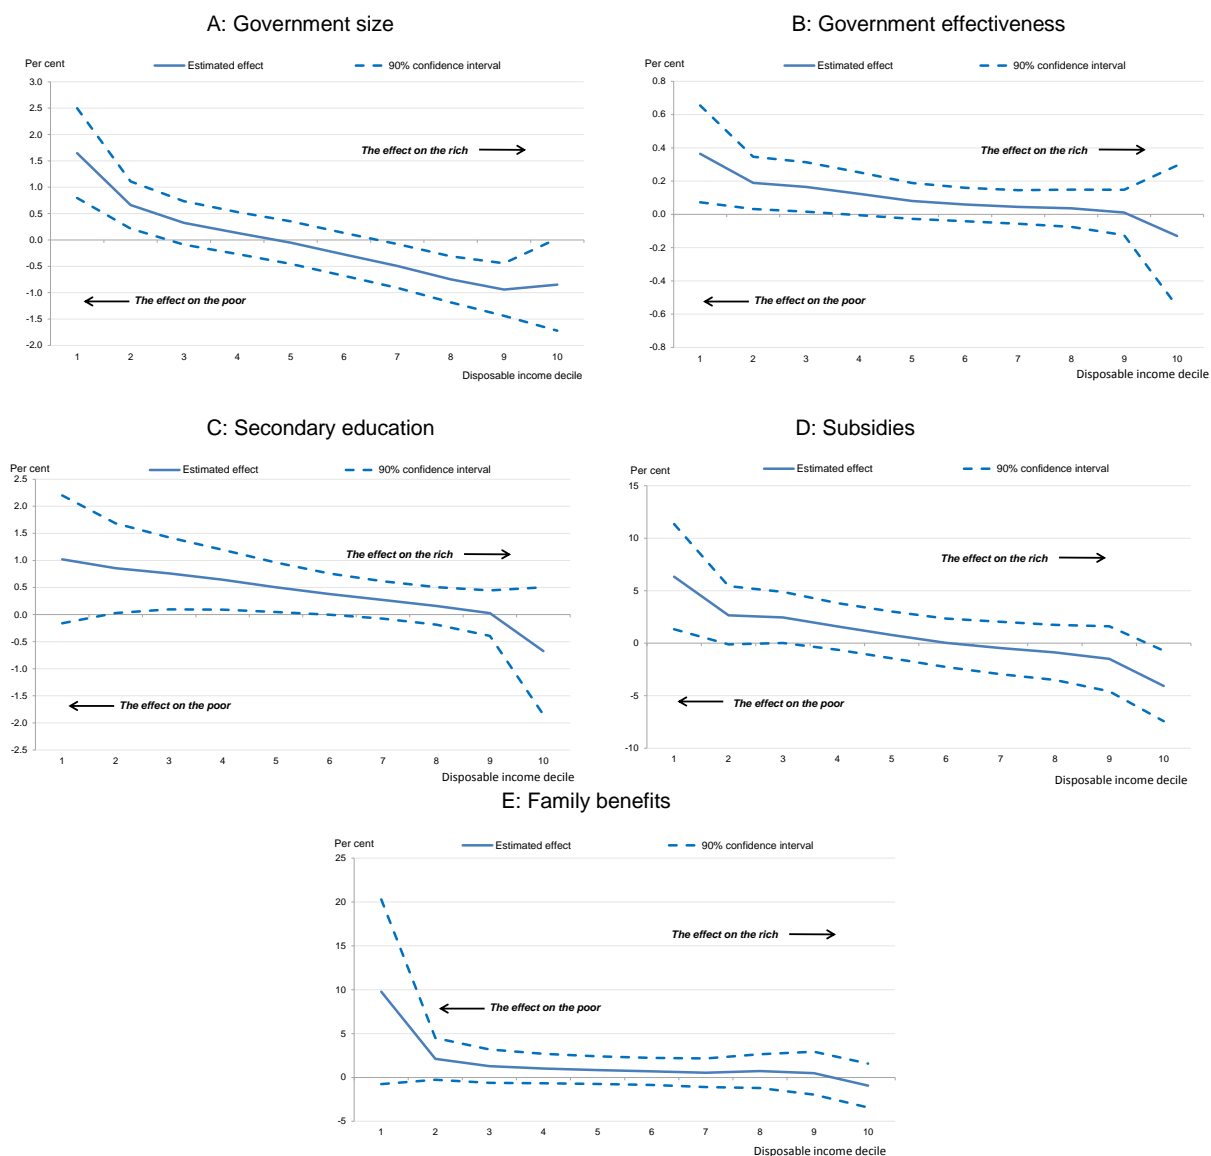 A: Government size
Per cent
Estimated effect
90% confidence interval
3.0
2.5
2.0
1.5
1.0
0.5
0.0
-0.5
-1.0
-1.5
-2.0
The effect on the rich
The effect on the poor
1 2 3 4 5 6 7 8 9 10
Disposable income decile
B: Government effectiveness
Per cent
Estimated effect
90% confidence interval
0.8
0.6
0.4
0.2
0.0
-0.2
-0.4
-0.6
-0.8
The effect on the rich
The effect on the poor
1 2 3 4 5 6 7 8 9 10
Disposable income decile
C: Secondary education
Per cent
Estimated effect
90% confidence interval
2.5
2.0
1.5
1.0
0.5
0.0
-0.5
-1.0
-1.5
-2.0
-2.5
The effect on the rich
The effect on the poor
1 2 3 4 5 6 7 8 9 10
Disposable income decile
D: Subsidies
Per cent
Estimated effect
90% confidence interval
15
10
5
0
-5
-10
The effect on the rich
The effect on the poor
1 2 3 4 5 6 7 8 9 10
Disposable income decile
E: Family benefits
Per cent
Estimated effect
90% confidence interval
25
20
15
10
5
0
-5
The effect on the rich
The effect on the poor
1 2 3 4 5 6 7 8 9 10
Disposable income decile